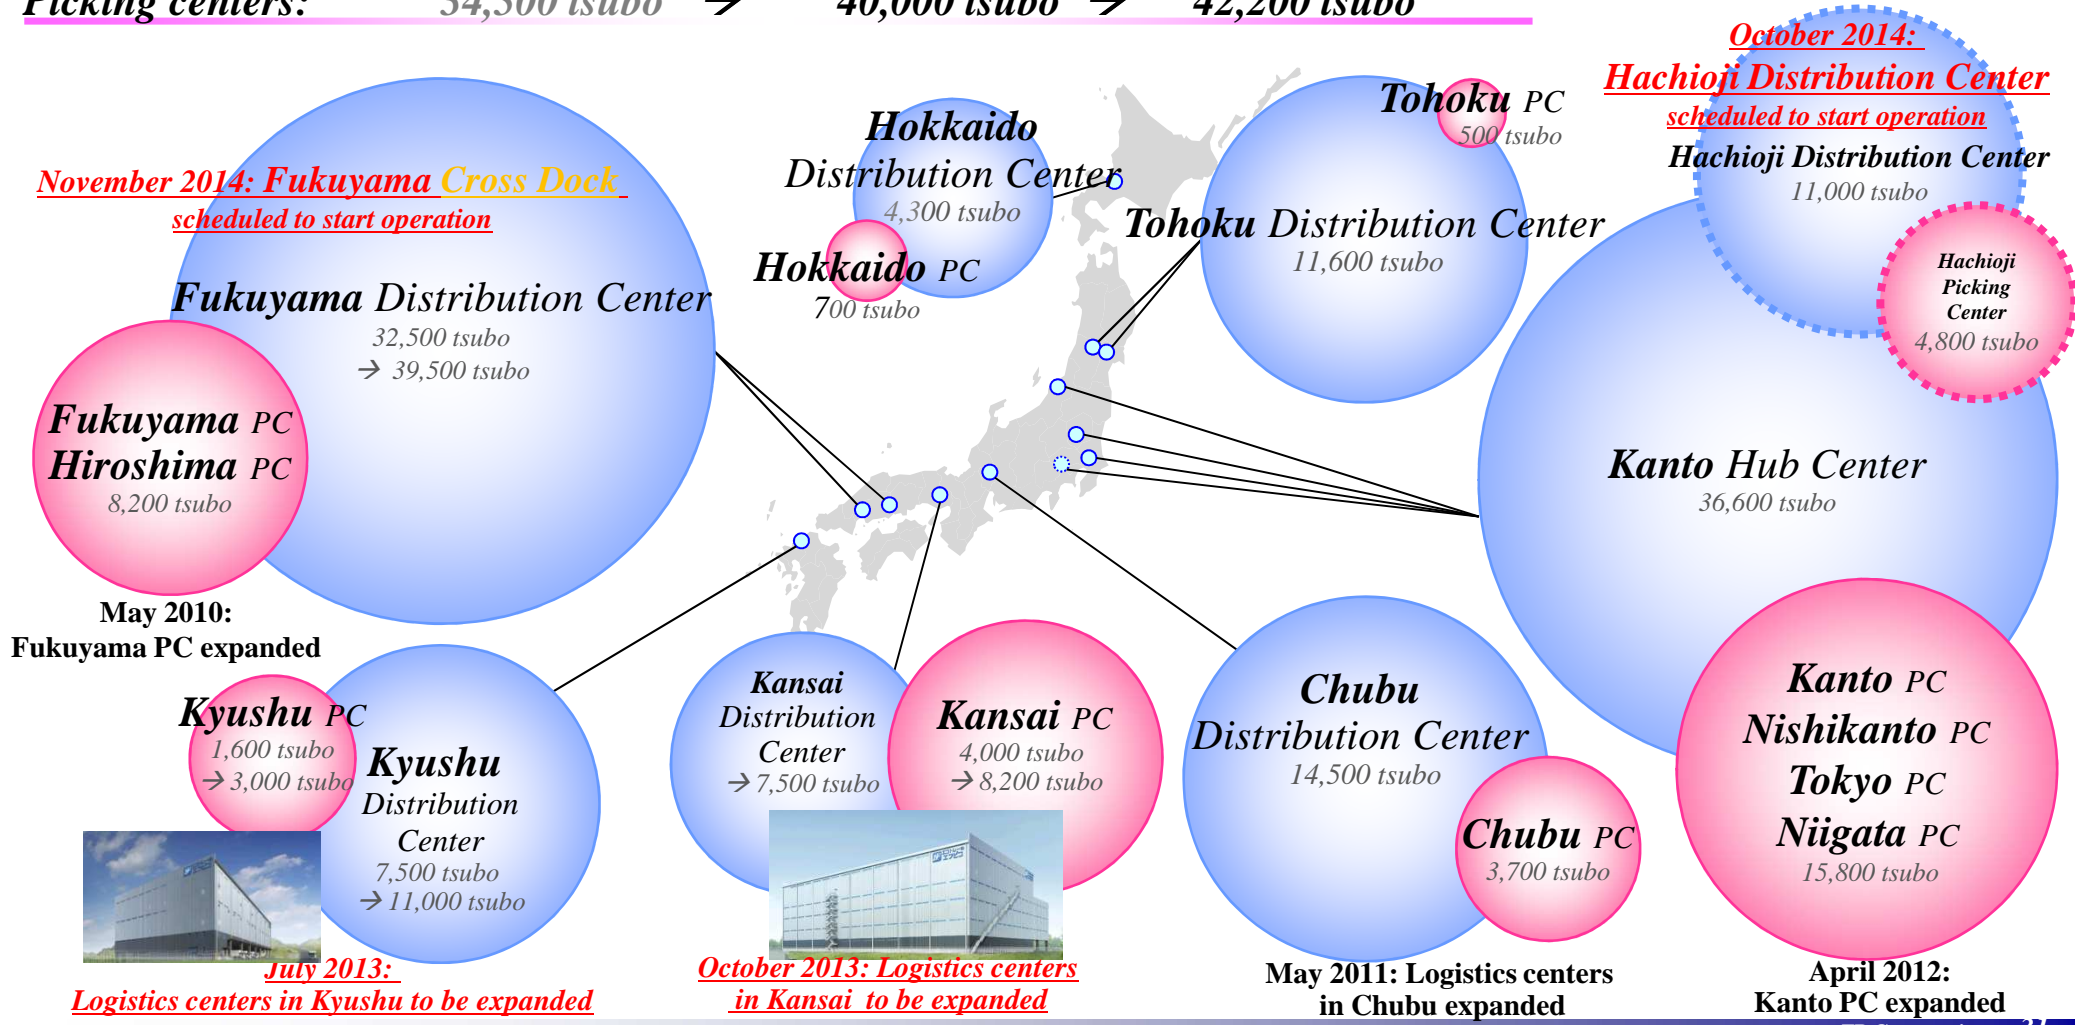 Picking centers: 34,500 tsubo → 40,000 tsubo → 42,200 tsubo
October 2014:
Hachioji Distribution Center
scheduled to start operation
Hachioji Distribution Center
11,000 tsubo
Hachioji
Picking
Center
4,800 tsubo
Tohoku PC
500 tsubo
Tohoku Distribution Center
11,600 tsubo
Hokkaido
Distribution Center
4,300 tsubo
Hokkaido PC
700 tsubo
November 2014: Fukuyama Cross Dock
scheduled to start operation
Fukuyama Distribution Center
32,500 tsubo
→ 39,500 tsubo
Fukuyama PC
Hiroshima PC
8,200 tsubo
May 2010:
Fukuyama PC expanded
Kanto Hub Center
36,600 tsubo
Kyushu PC
1,600 tsubo
→ 3,000 tsubo
Kyushu
Distribution
Center
7,500 tsubo
→ 11,000 tsubo
July 2013:
Logistics centers in Kyushu to be expanded
Kansai
Distribution
Center
→ 7,500 tsubo
Kansai PC
4,000 tsubo
→ 8,200 tsubo
October 2013: Logistics centers
in Kansai to be expanded
Chubu
Distribution Center
14,500 tsubo
Chubu PC
3,700 tsubo
May 2011: Logistics centers
in Chubu expanded
Kanto PC
Nishikanto PC
Tokyo PC
Niigata PC
15,800 tsubo
April 2012:
Kanto PC expanded